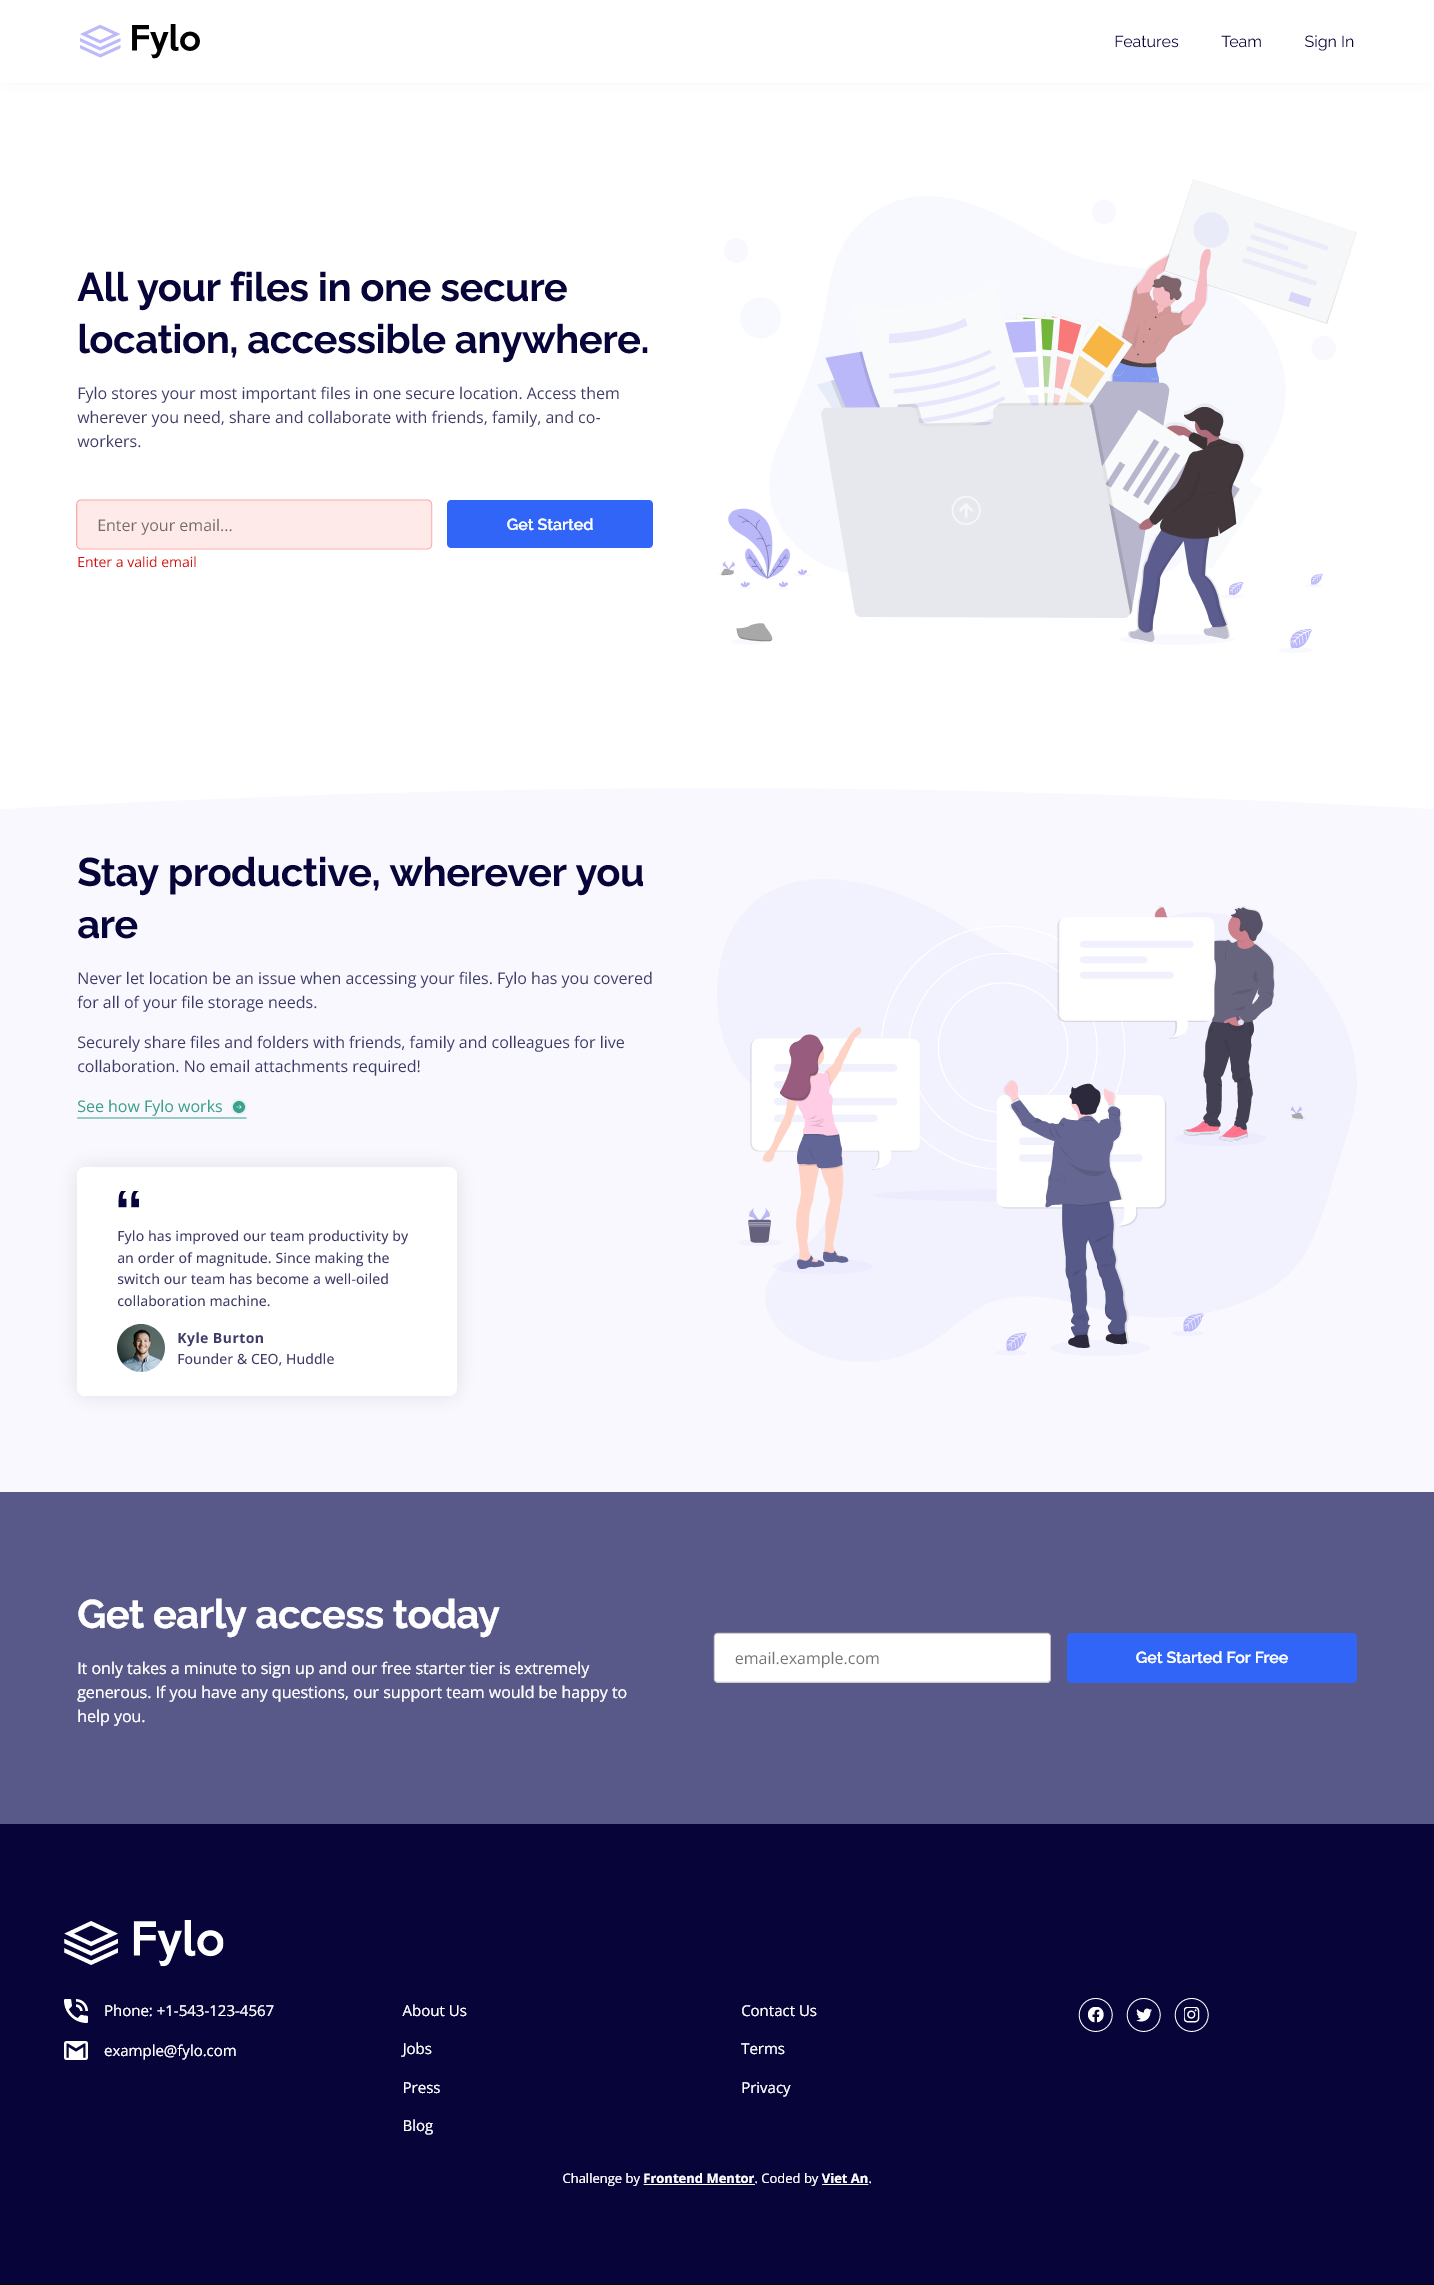 Fylo
Features
Team
Sign In
All your files in one secure
location, accessible anywhere.
Fylo stores your most important files in one secure location. Access them
wherever you need, share and collaborate with friends, family, and co-
workers.
Enter your email...
Get Started
Enter a valid email
Stay productive, wherever you
are
Never let location be an issue when accessing your files. Fylo has you covered
for all of your file storage needs.
Securely share files and folders with friends, family and colleagues for live
collaboration. No email attachments required!
See how Fylo works
“
Fylo has improved our team productivity by
an order of magnitude. Since making the
switch our team has become a well-oiled
collaboration machine.
Kyle Burton
Founder & CEO, Huddle
Get early access today
It only takes a minute to sign up and our free starter tier is extremely
generous. If you have any questions, our support team would be happy to
help you.
email.example.com
Get Started For Free
Fylo
Phone: +1-543-123-4567
example@fylo.com
About Us
Jobs
Press
Blog
Contact Us
Terms
Privacy
Challenge by Frontend Mentor. Coded by Viet An.